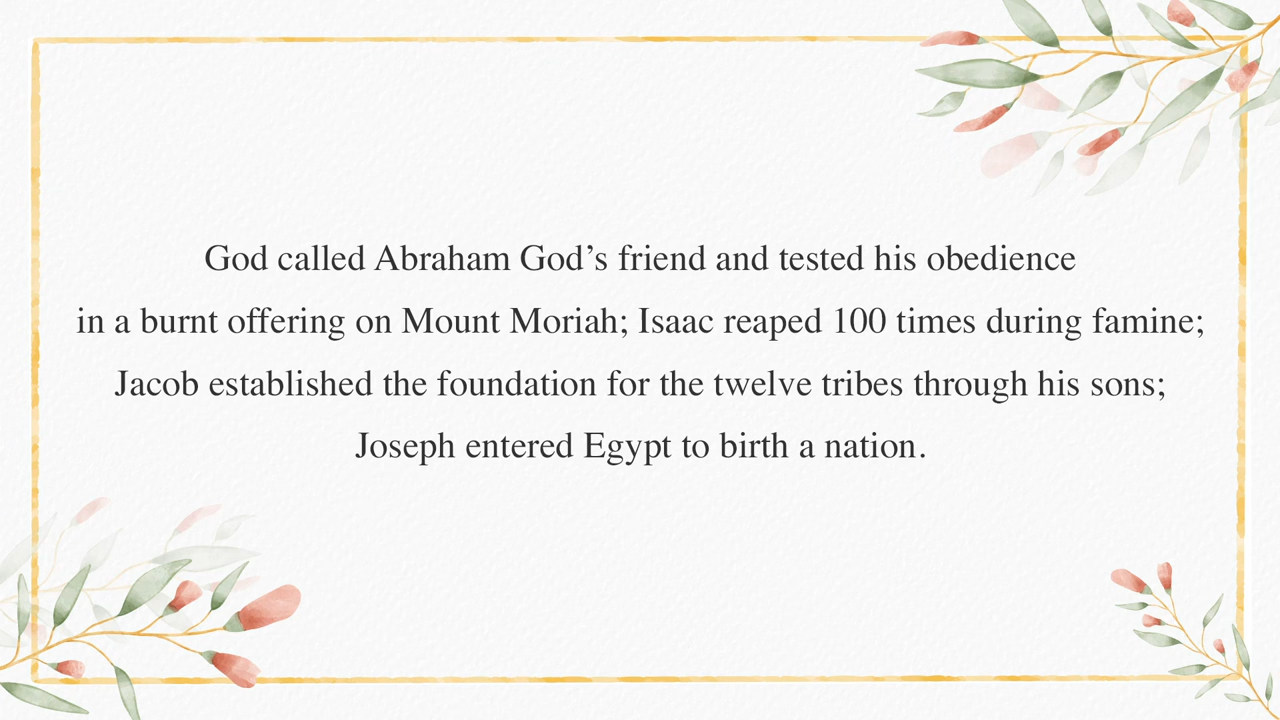 God called Abraham God’s friend and tested his obedience
in a burnt offering on Mount Moriah; Isaac reaped 100 times during famine;
Jacob established the foundation for the twelve tribes through his sons;
Joseph entered Egypt to birth a nation.